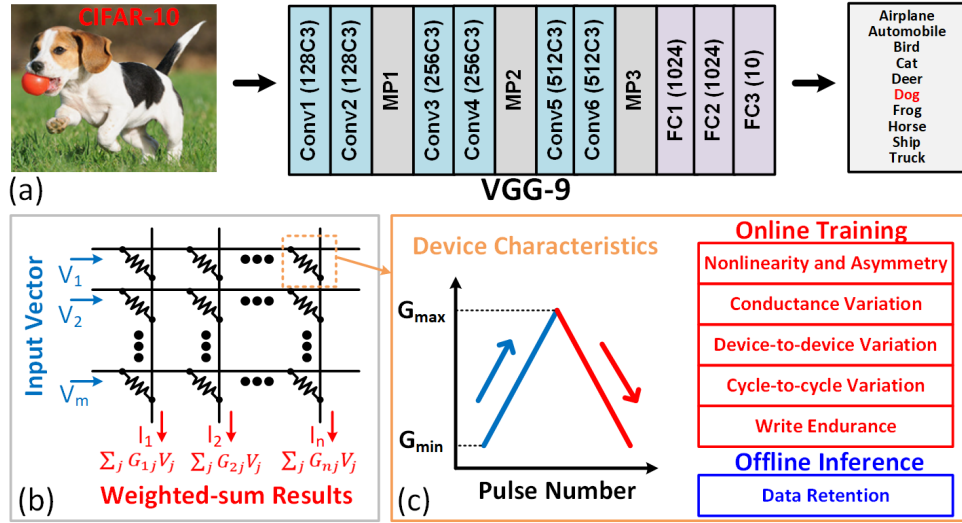 CIFAR-10
Conv1 (128C3)
Conv2 (128C3)
MP1
Conv3 (256C3)
Conv4 (256C3)
MP2
Conv5 (512C3)
Conv6 (512C3)
MP3
FC1 (1024)
FC2 (1024)
FC3 (10)
VGG-9
Airplane
Automobile
Bird
Cat
Deer
Dog
Frog
Horse
Ship
Truck
(a)
Input Vector
V1
V2
Vm
I1 I2 In
∑j G1jVj ∑j G2jVj ∑j GnjVj
Weighted-sum Results
(b)
Device Characteristics
Gmax
Gmin
Pulse Number
(c)
Online Training
Nonlinearity and Asymmetry
Conductance Variation
Device-to-device Variation
Cycle-to-cycle Variation
Write Endurance
Offline Inference
Data Retention